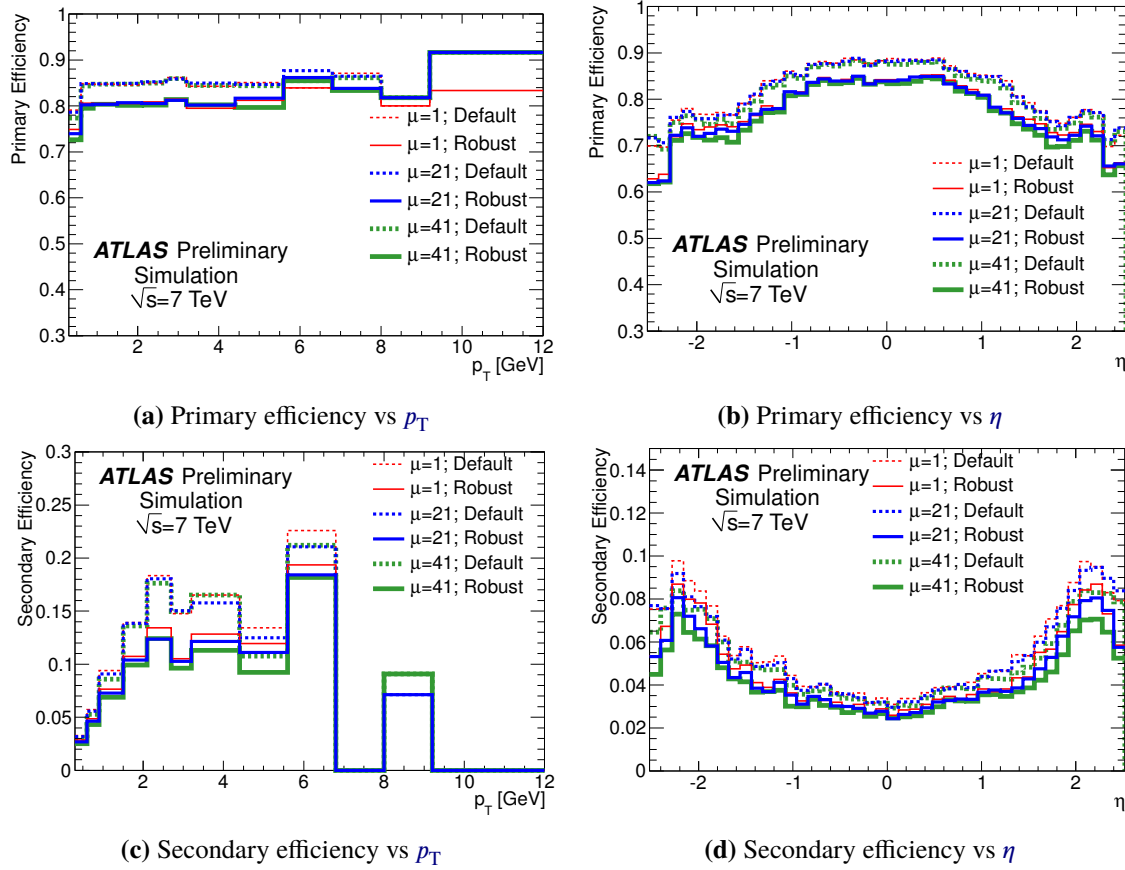 Primary Efficiency
1
0.9
0.8
0.7
0.6
0.5
0.4
0.3
μ=1; Default
μ=1; Robust
μ=21; Default
μ=21; Robust
μ=41; Default
μ=41; Robust
ATLAS Preliminary
Simulation
√s=7 TeV
2 4 6 8 10 12
p_T [GeV]
(a) Primary efficiency vs p_T
Primary Efficiency
1
0.9
0.8
0.7
0.6
0.5
0.4
0.3
μ=1; Default
μ=1; Robust
μ=21; Default
μ=21; Robust
μ=41; Default
μ=41; Robust
ATLAS Preliminary
Simulation
√s=7 TeV
-2 -1 0 1 2
η
(b) Primary efficiency vs η
Secondary Efficiency
0.3
0.25
0.2
0.15
0.1
0.05
0
ATLAS Preliminary
Simulation
√s=7 TeV
μ=1; Default
μ=1; Robust
μ=21; Default
μ=21; Robust
μ=41; Default
μ=41; Robust
2 4 6 8 10 12
p_T [GeV]
(c) Secondary efficiency vs p_T
Secondary Efficiency
0.14
0.12
0.1
0.08
0.06
0.04
0.02
0
ATLAS Preliminary
Simulation
√s=7 TeV
μ=1; Default
μ=1; Robust
μ=21; Default
μ=21; Robust
μ=41; Default
μ=41; Robust
-2 -1 0 1 2
η
(d) Secondary efficiency vs η